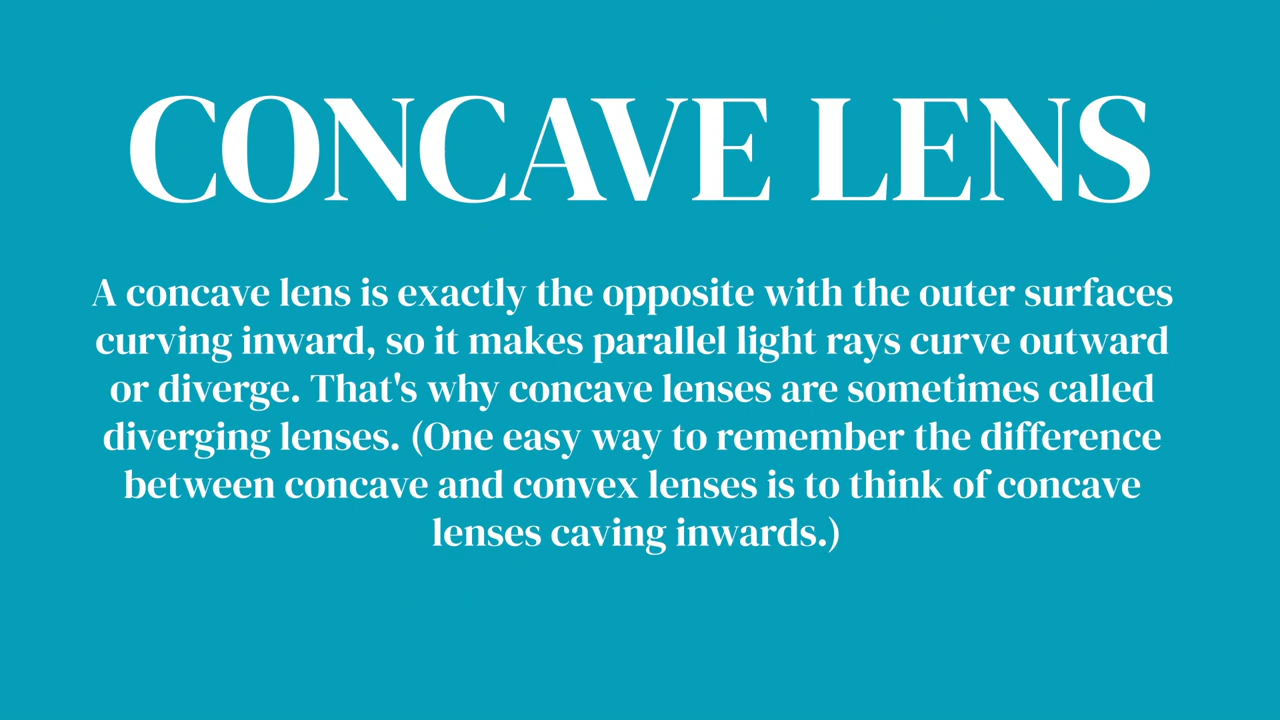 CONCAVE LENS
A concave lens is exactly the opposite with the outer surfaces
curving inward, so it makes parallel light rays curve outward
or diverge. That's why concave lenses are sometimes called
diverging lenses. (One easy way to remember the difference
between concave and convex lenses is to think of concave
lenses caving inwards.)